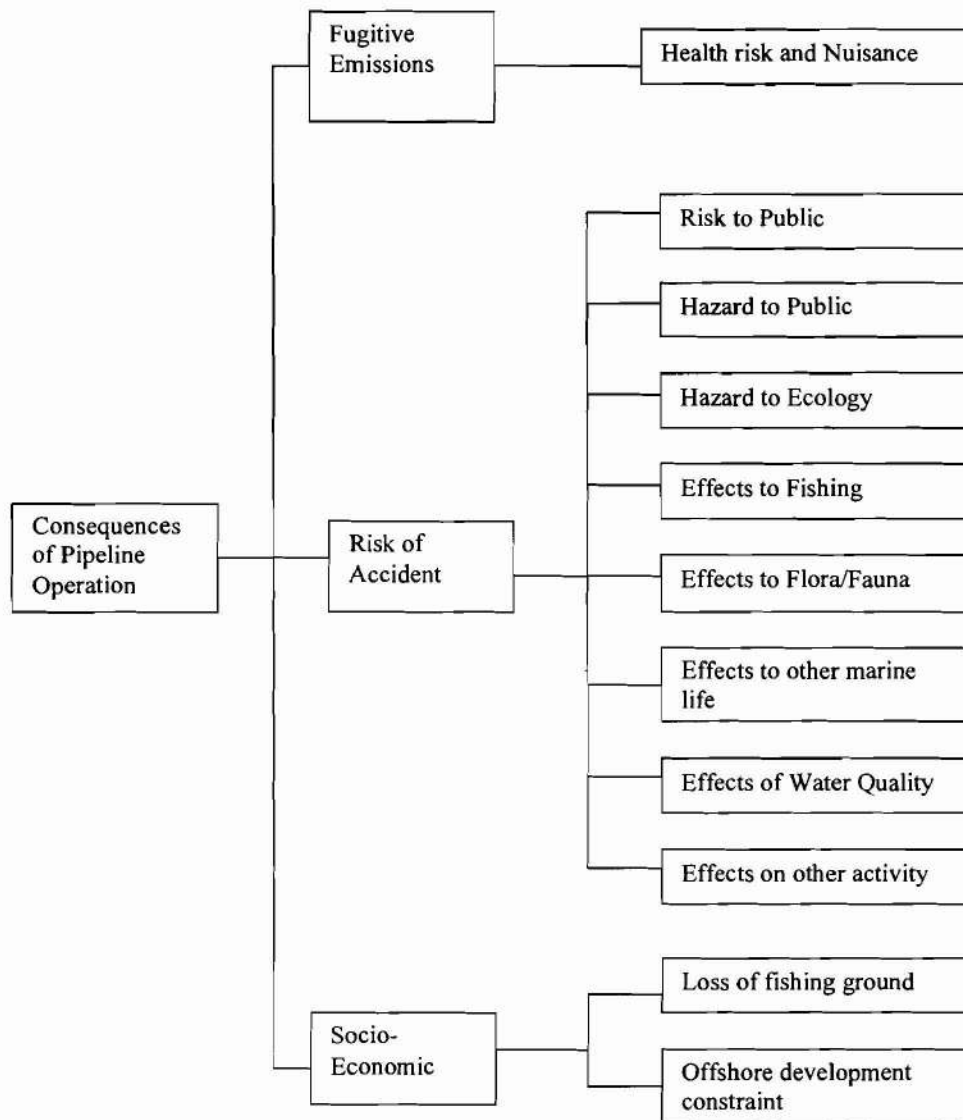 Fugitive
Emissions
Health risk and Nuisance
Risk to Public
Hazard to Public
Hazard to Ecology
Effects to Fishing
Consequences
of Pipeline
Operation
Risk of
Accident
Effects to Flora/Fauna
Effects to other marine
life
Effects of Water Quality
Effects on other activity
Loss of fishing ground
Socio-
Economic
Offshore development
constraint